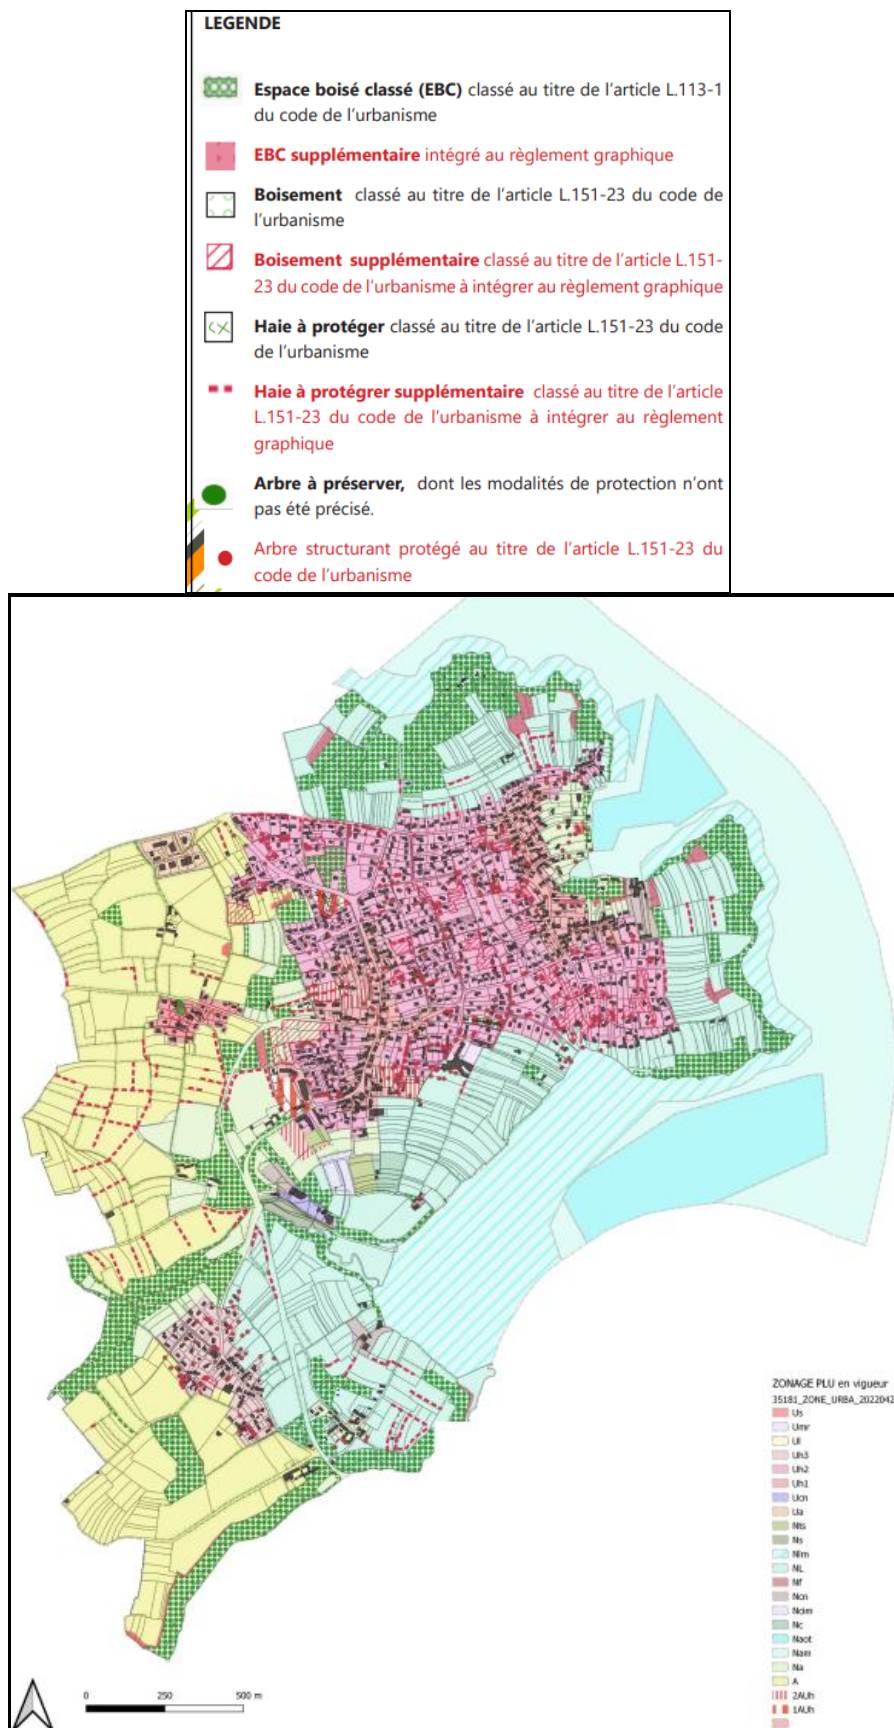 LEGENDE
Espace boisé classé (EBC) classé au titre de l'article L.113-1
du code de l'urbanisme
EBC supplémentaire intégré au règlement graphique
Boisement classé au titre de l'article L.151-23 du code de
l'urbanisme
Boisement supplémentaire classé au titre de l'article L.151-
23 du code de l'urbanisme à intégrer au règlement graphique
Haie à protéger classé au titre de l'article L.151-23 du code
de l'urbanisme
Haie à protégrer supplémentaire classé au titre de l'article
L.151-23 du code de l'urbanisme à intégrer au règlement
graphique
Arbre à préserver, dont les modalités de protection n'ont
pas été précisé.
Arbre structurant protégé au titre de l'article L.151-23 du
code de l'urbanisme
ZONAGE PLU en vigueur
35181_ZONE_URBA_2022042
Us
Umr
Ul
Uh3
Uh2
Uh1
Ucn
Ua
Nts
Ns
Nlm
NL
Nf
Ncn
Ncim
Nc
Naot
Nam
Na
A
2AUh
1AUh
0 250 500 m